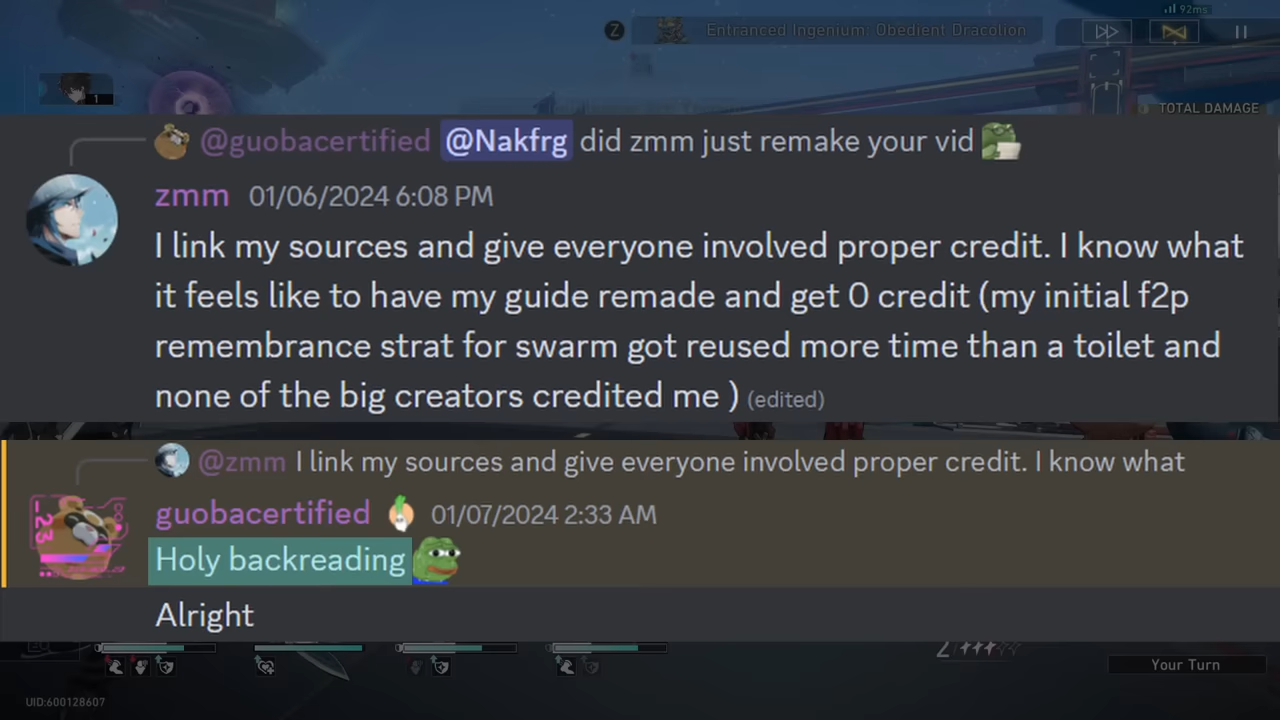 92ms
Z Entranced Ingenium: Obedient Dracolion
1
TOTAL DAMAGE
@guobacertified @Nakfrg did zmm just remake your vid
zmm 01/06/2024 6:08 PM
I link my sources and give everyone involved proper credit. I know what
it feels like to have my guide remade and get 0 credit (my initial f2p
remembrance strat for swarm got reused more time than a toilet and
none of the big creators credited me ) (edited)
@zmm I link my sources and give everyone involved proper credit. I know what
guobacertified 01/07/2024 2:33 AM
Holy backreading
Alright
Your Turn
UID:600128607